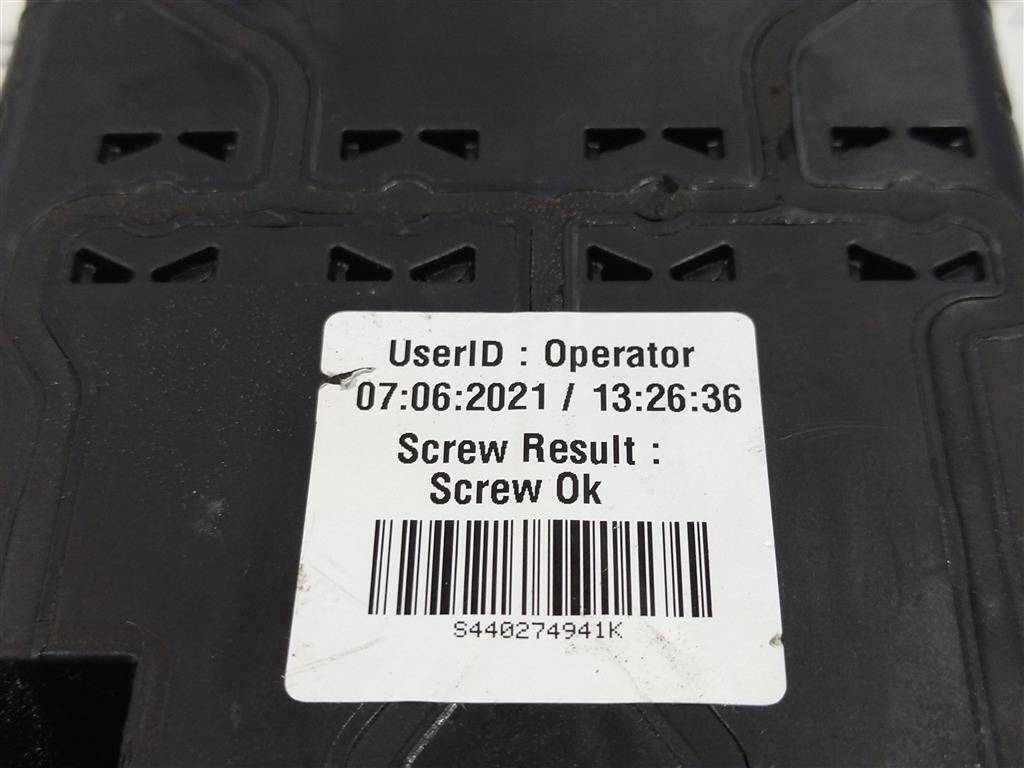 UserID : Operator
07:06:2021 / 13:26:36
Screw Result :
Screw Ok
S440274941K